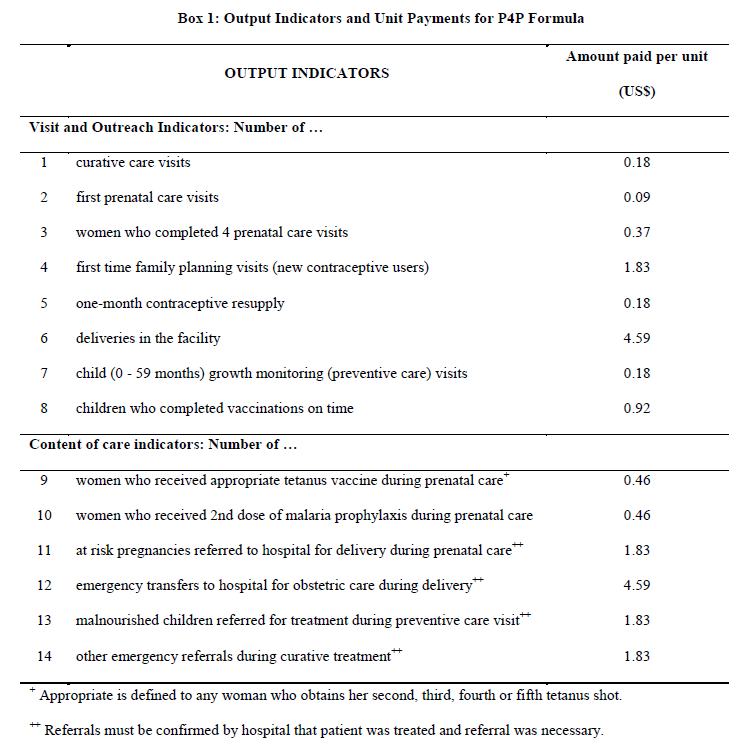 Box 1: Output Indicators and Unit Payments for P4P Formula
OUTPUT INDICATORS
Amount paid per unit
(US$)
Visit and Outreach Indicators: Number of …
1 curative care visits 0.18
2 first prenatal care visits 0.09
3 women who completed 4 prenatal care visits 0.37
4 first time family planning visits (new contraceptive users) 1.83
5 one-month contraceptive resupply 0.18
6 deliveries in the facility 4.59
7 child (0 - 59 months) growth monitoring (preventive care) visits 0.18
8 children who completed vaccinations on time 0.92
Content of care indicators: Number of …
9 women who received appropriate tetanus vaccine during prenatal care+ 0.46
10 women who received 2nd dose of malaria prophylaxis during prenatal care 0.46
11 at risk pregnancies referred to hospital for delivery during prenatal care++ 1.83
12 emergency transfers to hospital for obstetric care during delivery++ 4.59
13 malnourished children referred for treatment during preventive care visit++ 1.83
14 other emergency referrals during curative treatment++ 1.83
+ Appropriate is defined to any woman who obtains her second, third, fourth or fifth tetanus shot.
++ Referrals must be confirmed by hospital that patient was treated and referral was necessary.